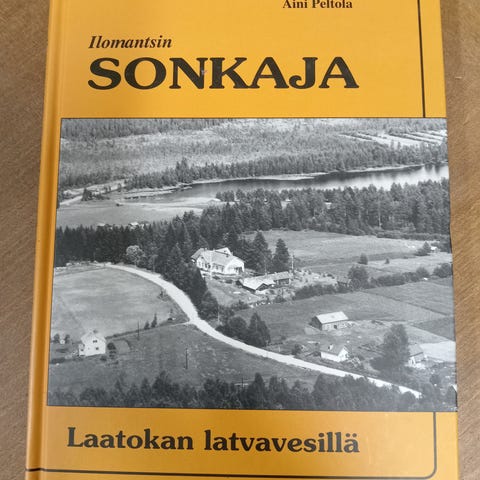 Aini Peltola
Ilomantsin
SONKAJA
Laatokan latvavesillä